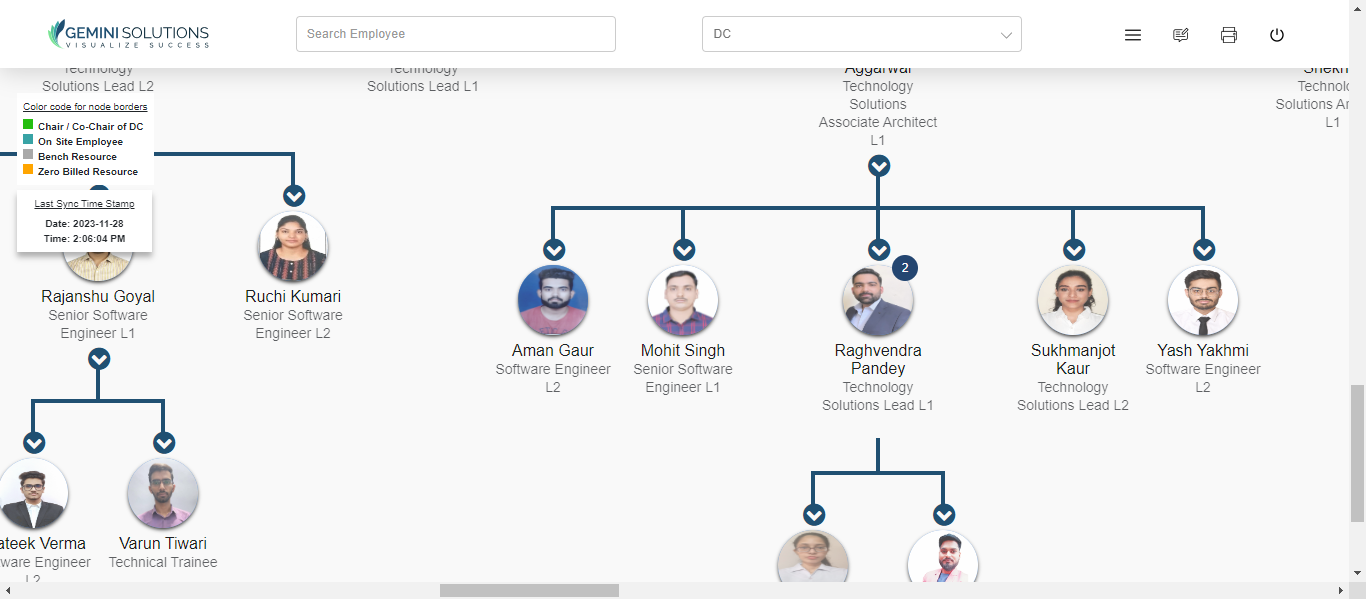 GEMINI SOLUTIONS
VISUALIZE SUCCESS
Search Employee
DC
Technology
Solutions Lead L2
Technology
Solutions Lead L1
Aggarwal
Technology
Solutions
Associate Architect
L1
Solutions
L1
Color code for node borders
Chair / Co-Chair of DC
On Site Employee
Bench Resource
Zero Billed Resource
Last Sync Time Stamp
Date: 2023-11-28
Time: 2:06:04 PM
Rajanshu Goyal
Senior Software
Engineer L1
Ruchi Kumari
Senior Software
Engineer L2
Aman Gaur
Software Engineer
L2
Mohit Singh
Senior Software
Engineer L1
2
Raghvendra
Pandey
Technology
Solutions Lead L1
Sukhmanjot
Kaur
Technology
Solutions Lead L2
Yash Yakhmi
Software Engineer
L2
ateek Verma
ware Engineer
L2
Varun Tiwari
Technical Trainee